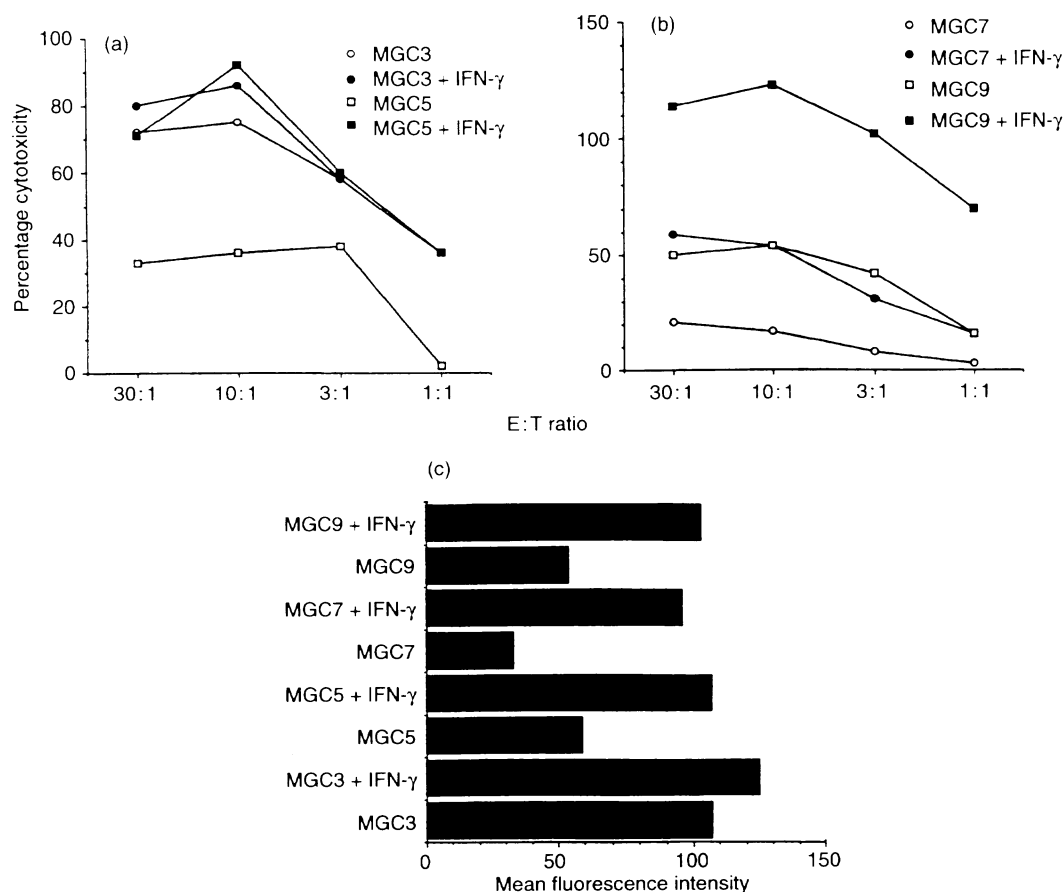 (a)
100
80
60
40
20
0
Percentage cytotoxicity
MGC3
MGC3 + IFN-γ
MGC5
MGC5 + IFN-γ
30:1 10:1 3:1 1:1
(b)
150
100
50
0
MGC7
MGC7 + IFN-γ
MGC9
MGC9 + IFN-γ
30:1 10:1 3:1 1:1
E:T ratio
(c)
MGC9 + IFN-γ
MGC9
MGC7 + IFN-γ
MGC7
MGC5 + IFN-γ
MGC5
MGC3 + IFN-γ
MGC3
0 50 100 150
Mean fluorescence intensity